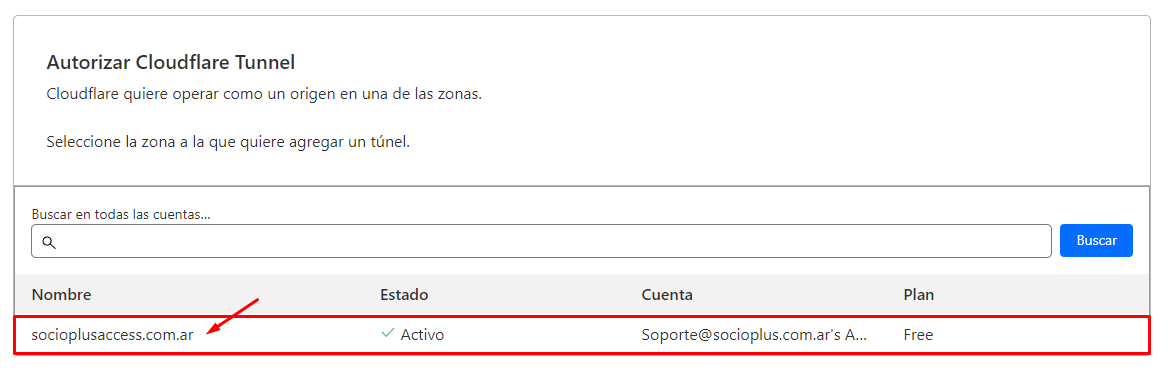 Autorizar Cloudflare Tunnel
Cloudflare quiere operar como un origen en una de las zonas.
Seleccione la zona a la que quiere agregar un túnel.
Buscar en todas las cuentas...
Buscar
Nombre Estado Cuenta Plan
socioplusaccess.com.ar Activo Soporte@socioplus.com.ar's A... Free